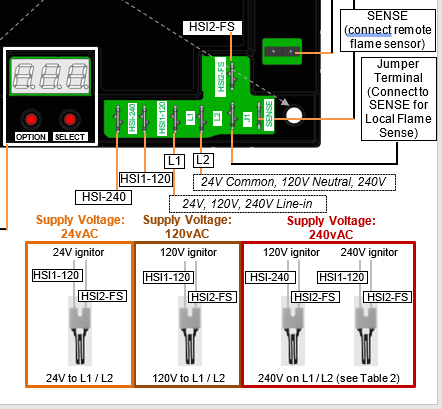 HSI2-FS
SENSE
(connect remote
flame sensor)
Jumper
Terminal
(Connect to
SENSE for
Local Flame
Sense)
8.8.8.
OPTION
SELECT
HSI-240
HSI1-120
L1
HSI2-FS
L2
J1
SENSE
L1
L2
HSI1-120
HSI-240
24V Common, 120V Neutral, 240V
24V, 120V, 240V Line-in
Supply Voltage:
24vAC
24V ignitor
HSI1-120
HSI2-FS
24V to L1 / L2
Supply Voltage:
120vAC
120V ignitor
HSI1-120
HSI2-FS
120V to L1 / L2
Supply Voltage:
240vAC
120V ignitor
240V ignitor
HSI-240
HSI1-120
HSI2-FS
HSI2-FS
240V on L1 / L2 (see Table 2)